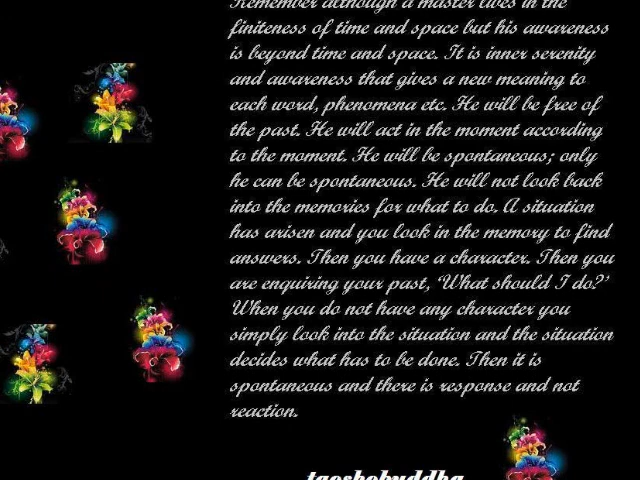 Remember although a master lives in the
finiteness of time and space but his awareness
is beyond time and space. It is inner serenity
and awareness that gives a new meaning to
each word, phenomena etc. He will be free of
the past. He will act in the moment according
to the moment. He will be spontaneous; only
he can be spontaneous. He will not look back
into the memories for what to do. A situation
has arisen and you look in the memory to find
answers. Then you have a character. Then you
are enquiring your past, 'What should I do?'
When you do not have any character you
simply look into the situation and the situation
decides what has to be done. Then it is
spontaneous and there is response and not
reaction.
taoshobuddha